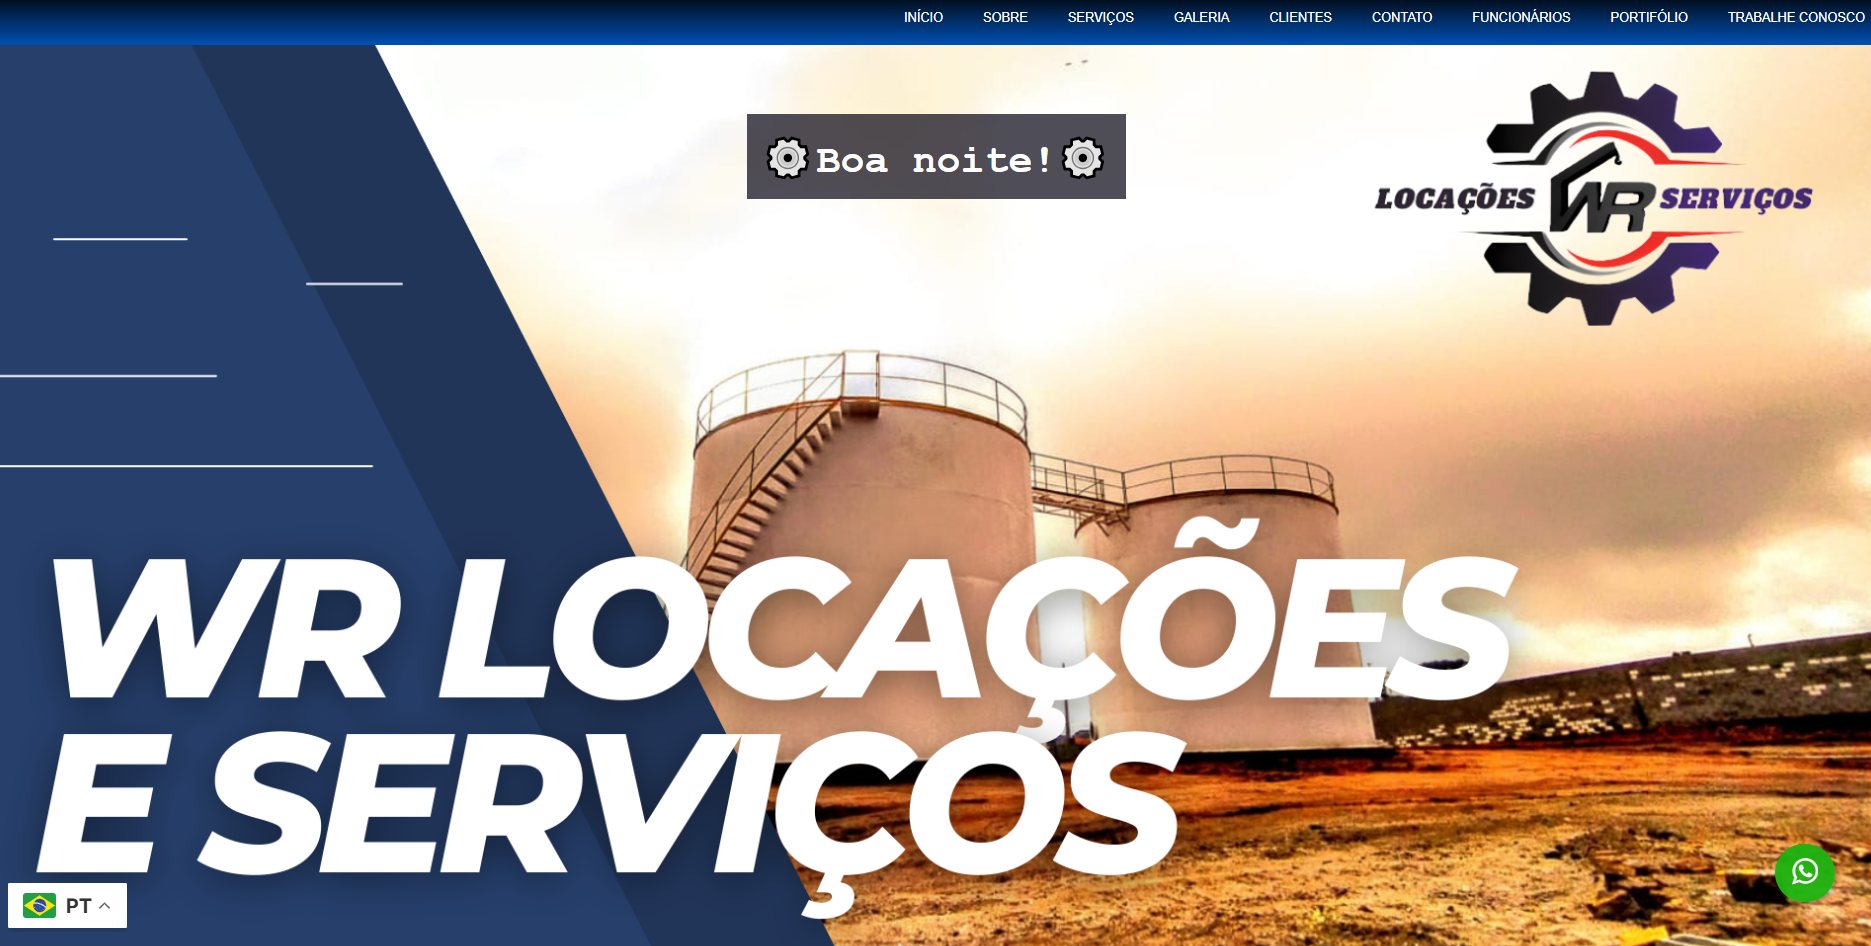 INÍCIO SOBRE SERVIÇOS GALERIA CLIENTES CONTATO FUNCIONÁRIOS PORTIFÓLIO TRABALHE CONOSCO
Boa noite!
LOCAÇÕES WR SERVIÇOS
WR LOCAÇÕES
E SERVIÇOS
PT